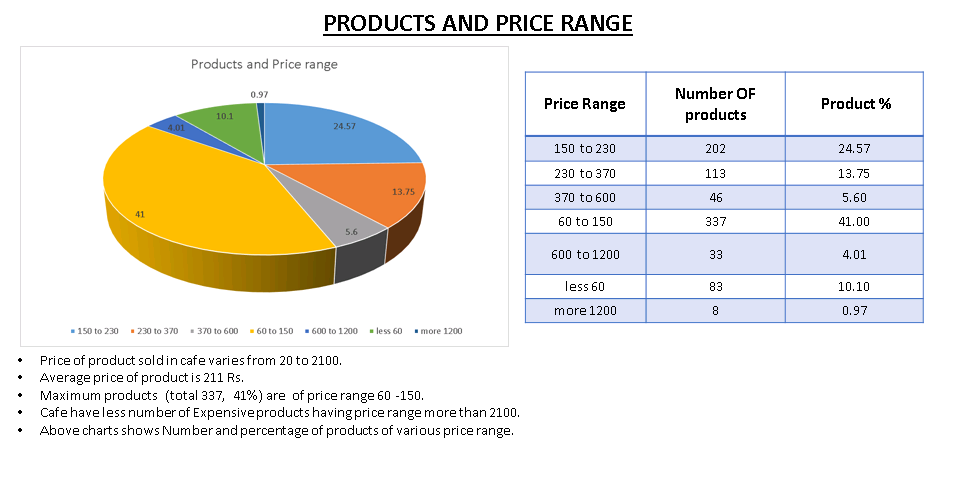 PRODUCTS AND PRICE RANGE
Products and Price range
0.97
10.1
4.01
24.57
13.75
5.6
41
150 to 230 230 to 370 370 to 600 60 to 150 600 to 1200 less 60 more 1200
Price Range Number OF products Product %
150 to 230 202 24.57
230 to 370 113 13.75
370 to 600 46 5.60
60 to 150 337 41.00
600 to 1200 33 4.01
less 60 83 10.10
more 1200 8 0.97
• Price of product sold in cafe varies from 20 to 2100.
• Average price of product is 211 Rs.
• Maximum products (total 337, 41%) are of price range 60 -150.
• Cafe have less number of Expensive products having price range more than 2100.
• Above charts shows Number and percentage of products of various price range.